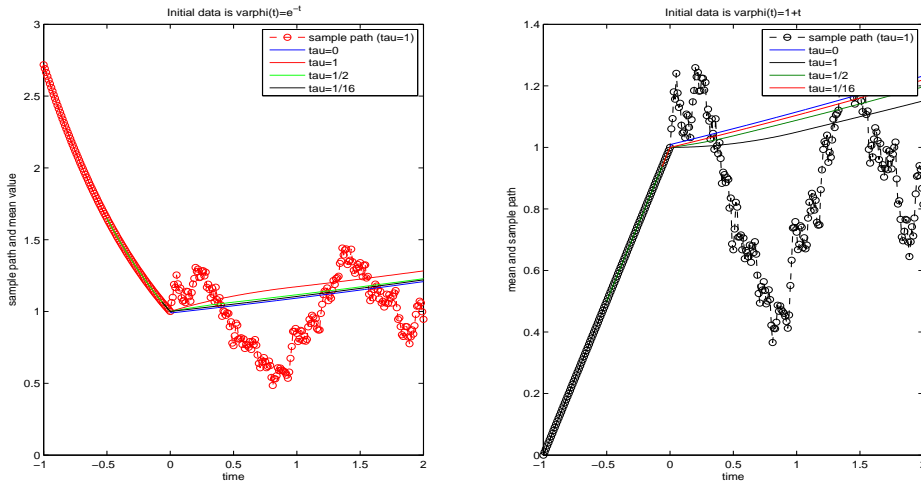 Initial data is varphi(t)=e^-t
3
2.5
2
1.5
1
0.5
0
sample path and mean value
−1
−0.5
0
0.5
1
1.5
2
time
sample path (tau=1)
tau=0
tau=1
tau=1/2
tau=1/16
Initial data is varphi(t)=1+t
1.4
1.2
1
0.8
0.6
0.4
0.2
0
mean and sample path
−1
−0.5
0
0.5
1
1.5
2
time
sample path (tau=1)
tau=0
tau=1
tau=1/2
tau=1/16